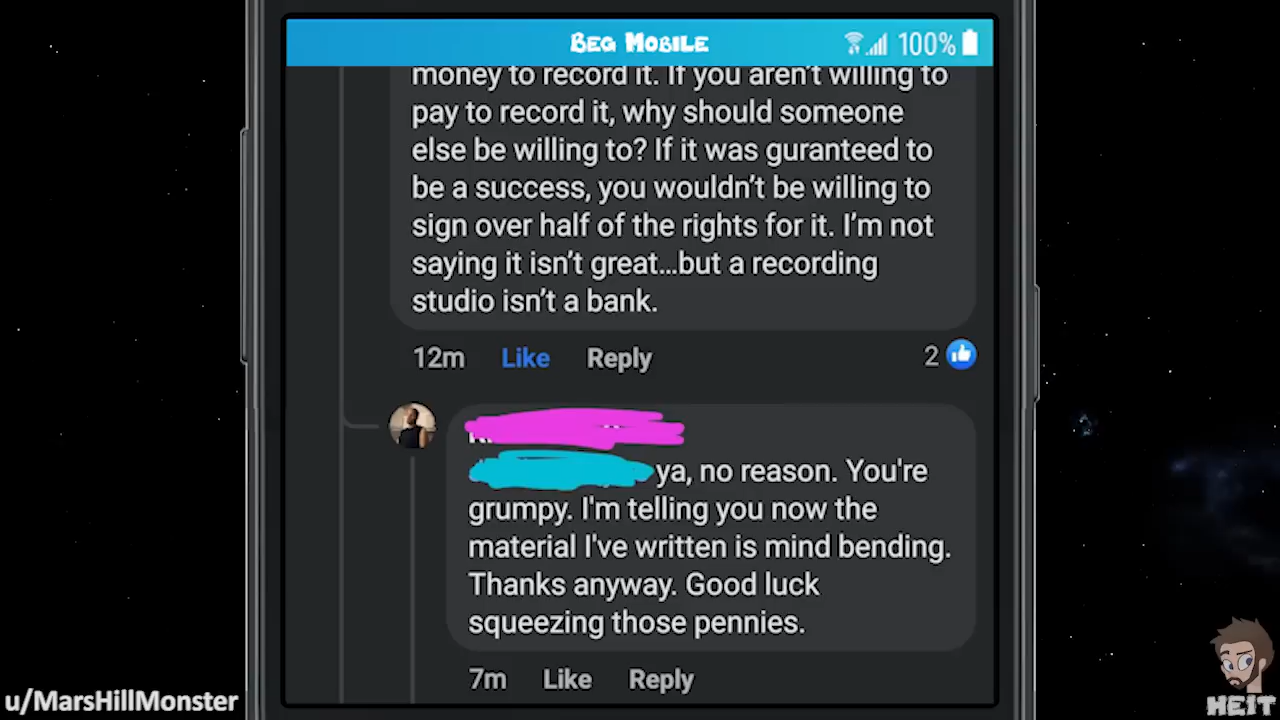 BEG MOBILE
100%
money to record it. If you aren't willing to
pay to record it, why should someone
else be willing to? If it was guranteed to
be a success, you wouldn't be willing to
sign over half of the rights for it. I'm not
saying it isn't great...but a recording
studio isn't a bank.
12m Like Reply 2
ya, no reason. You're
grumpy. I'm telling you now the
material I've written is mind bending.
Thanks anyway. Good luck
squeezing those pennies.
7m Like Reply
u/MarsHillMonster
HEIT